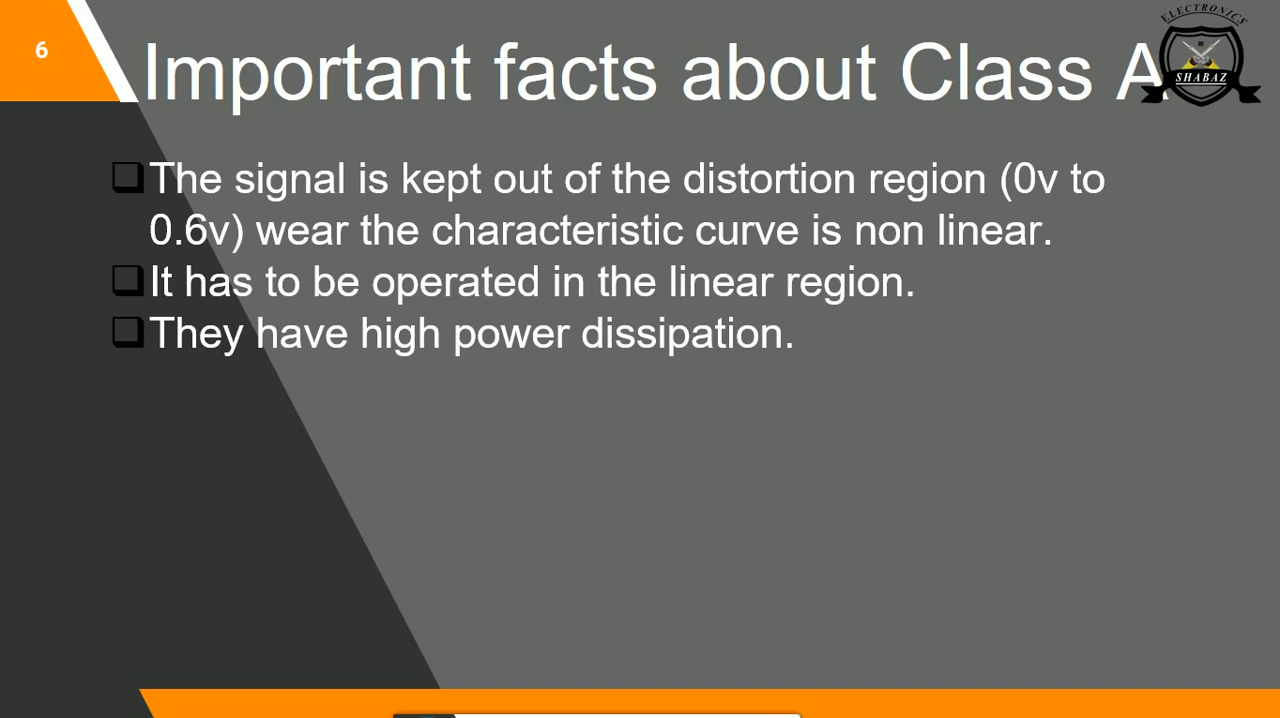 6
Important facts about Class A
ELECTRONICS
SHABAZ
The signal is kept out of the distortion region (0v to
0.6v) wear the characteristic curve is non linear.
It has to be operated in the linear region.
They have high power dissipation.